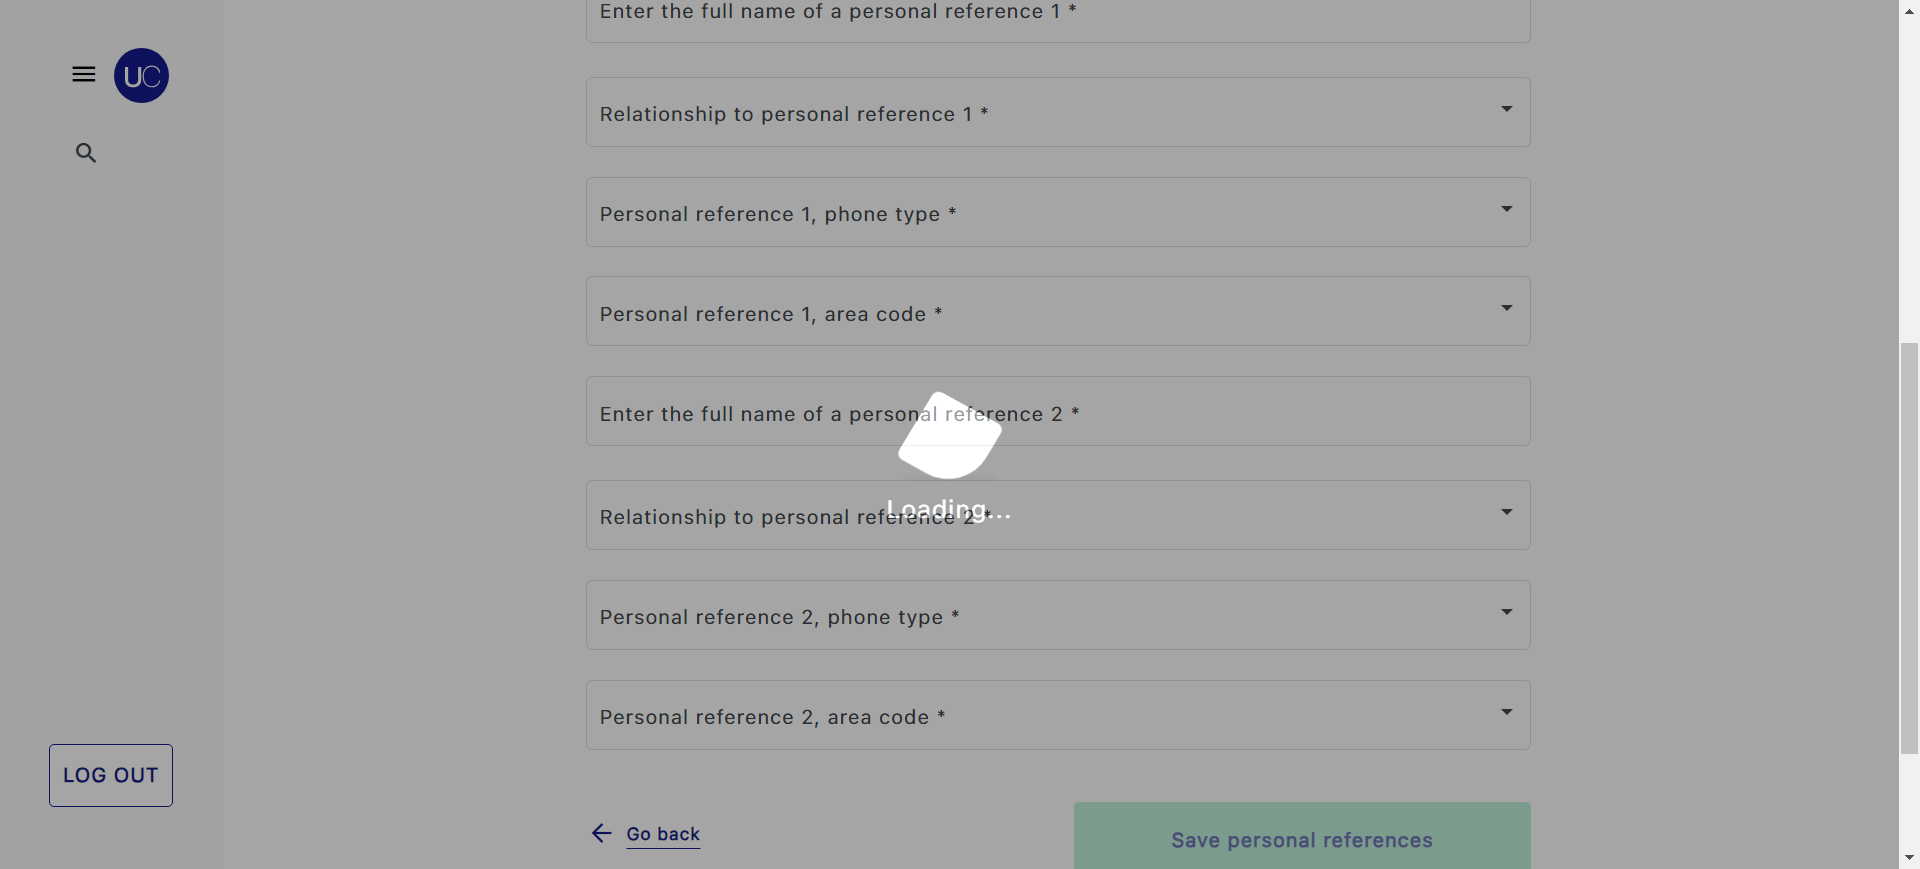 Enter the full name of a personal reference 1 *
UC
Relationship to personal reference 1 *
Personal reference 1, phone type *
Personal reference 1, area code *
Enter the full name of a personal reference 2 *
Loading...
Relationship to personal reference 2 *
Personal reference 2, phone type *
Personal reference 2, area code *
LOG OUT
Go back
Save personal references